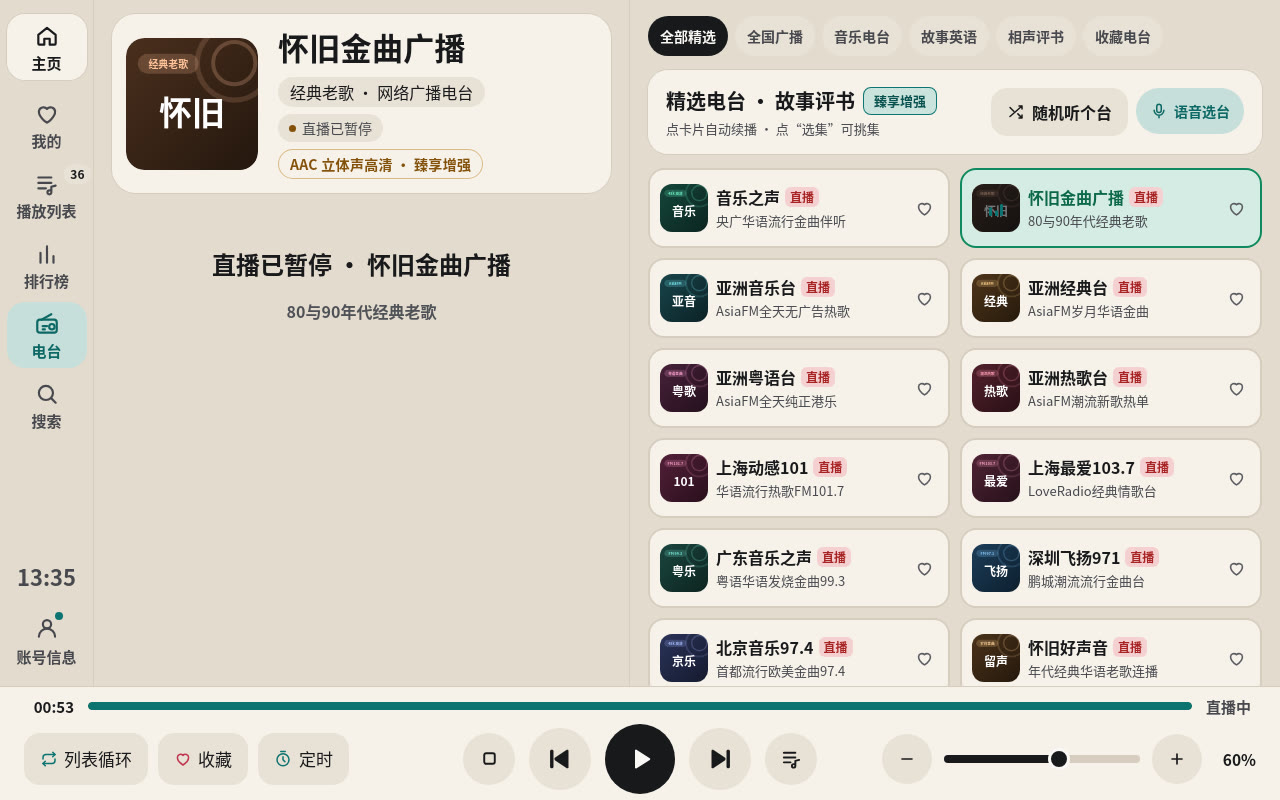 主页
我的
36
播放列表
排行榜
电台
搜索
13:35
账号信息
经典老歌
怀旧
怀旧金曲广播
经典老歌 · 网络广播电台
直播已暂停
AAC 立体声高清 · 臻享增强
直播已暂停 · 怀旧金曲广播
80与90年代经典老歌
全部精选
全国广播
音乐电台
故事英语
相声评书
收藏电台
精选电台 · 故事评书
臻享增强
点卡片自动续播 · 点“选集”可挑集
随机听个台
语音选台
音乐
音乐之声
直播
央广华语流行金曲伴听
怀旧金曲广播
直播
80与90年代经典老歌
亚音
亚洲音乐台
直播
AsiaFM全天无广告热歌
经典
亚洲经典台
直播
AsiaFM岁月华语金曲
粤歌
亚洲粤语台
直播
AsiaFM全天纯正港乐
热歌
亚洲热歌台
直播
AsiaFM潮流新歌热单
101
上海动感101
直播
华语流行热歌FM101.7
最爱
上海最爱103.7
直播
LoveRadio经典情歌台
粤乐
广东音乐之声
直播
粤语华语发烧金曲99.3
飞扬
深圳飞扬971
直播
鹏城潮流流行金曲台
京乐
北京音乐97.4
直播
首都流行欧美金曲97.4
留声
怀旧好声音
直播
年代经典华语老歌连播
00:53
直播中
列表循环
收藏
定时
60%